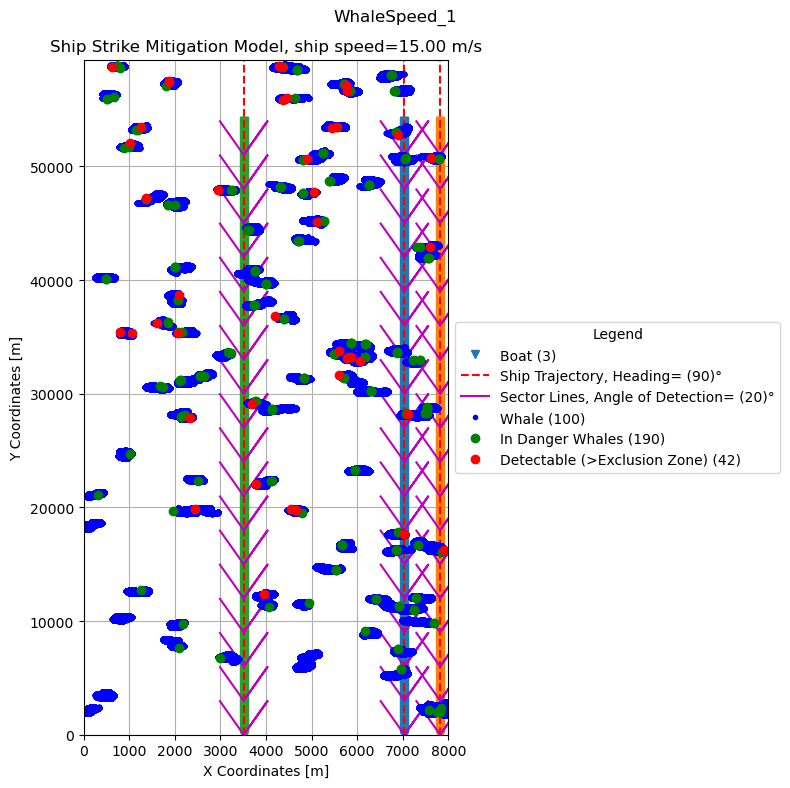 WhaleSpeed_1
Ship Strike Mitigation Model, ship speed=15.00 m/s
Y Coordinates [m]
50000
40000
30000
20000
10000
0
0 1000 2000 3000 4000 5000 6000 7000 8000
X Coordinates [m]
Legend
Boat (3)
Ship Trajectory, Heading= (90)°
Sector Lines, Angle of Detection= (20)°
Whale (100)
In Danger Whales (190)
Detectable (>Exclusion Zone) (42)